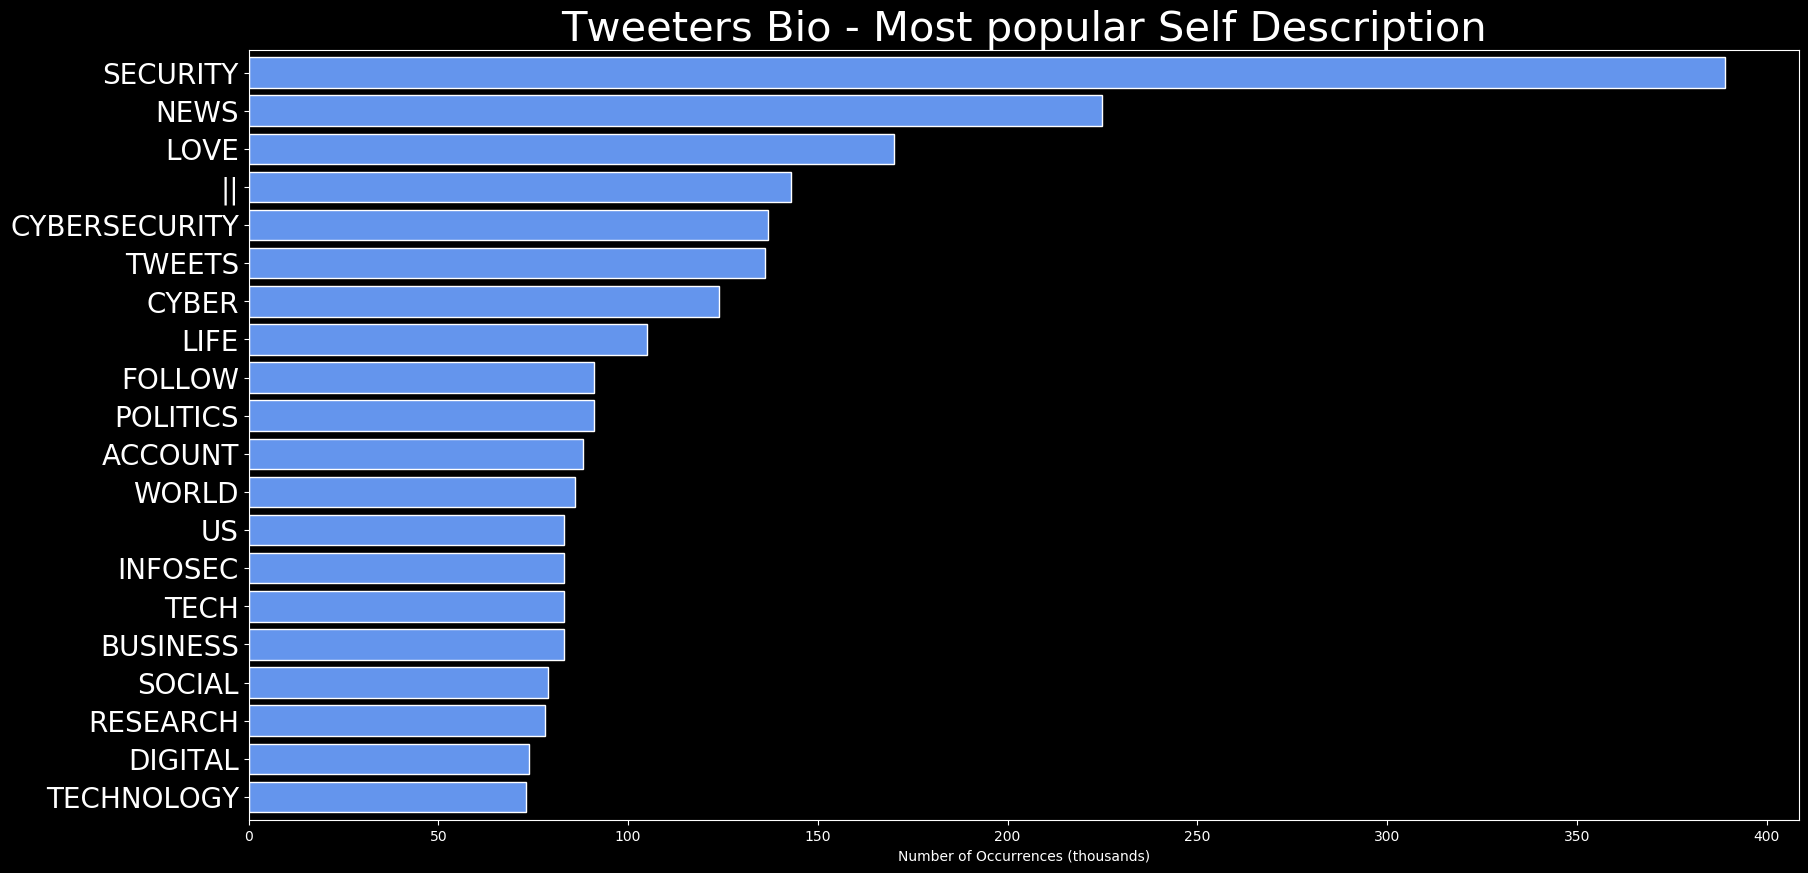 Tweeters Bio - Most popular Self Description
SECURITY
NEWS
LOVE
||
CYBERSECURITY
TWEETS
CYBER
LIFE
FOLLOW
POLITICS
ACCOUNT
WORLD
US
INFOSEC
TECH
BUSINESS
SOCIAL
RESEARCH
DIGITAL
TECHNOLOGY
0 50 100 150 200 250 300 350 400
Number of Occurrences (thousands)